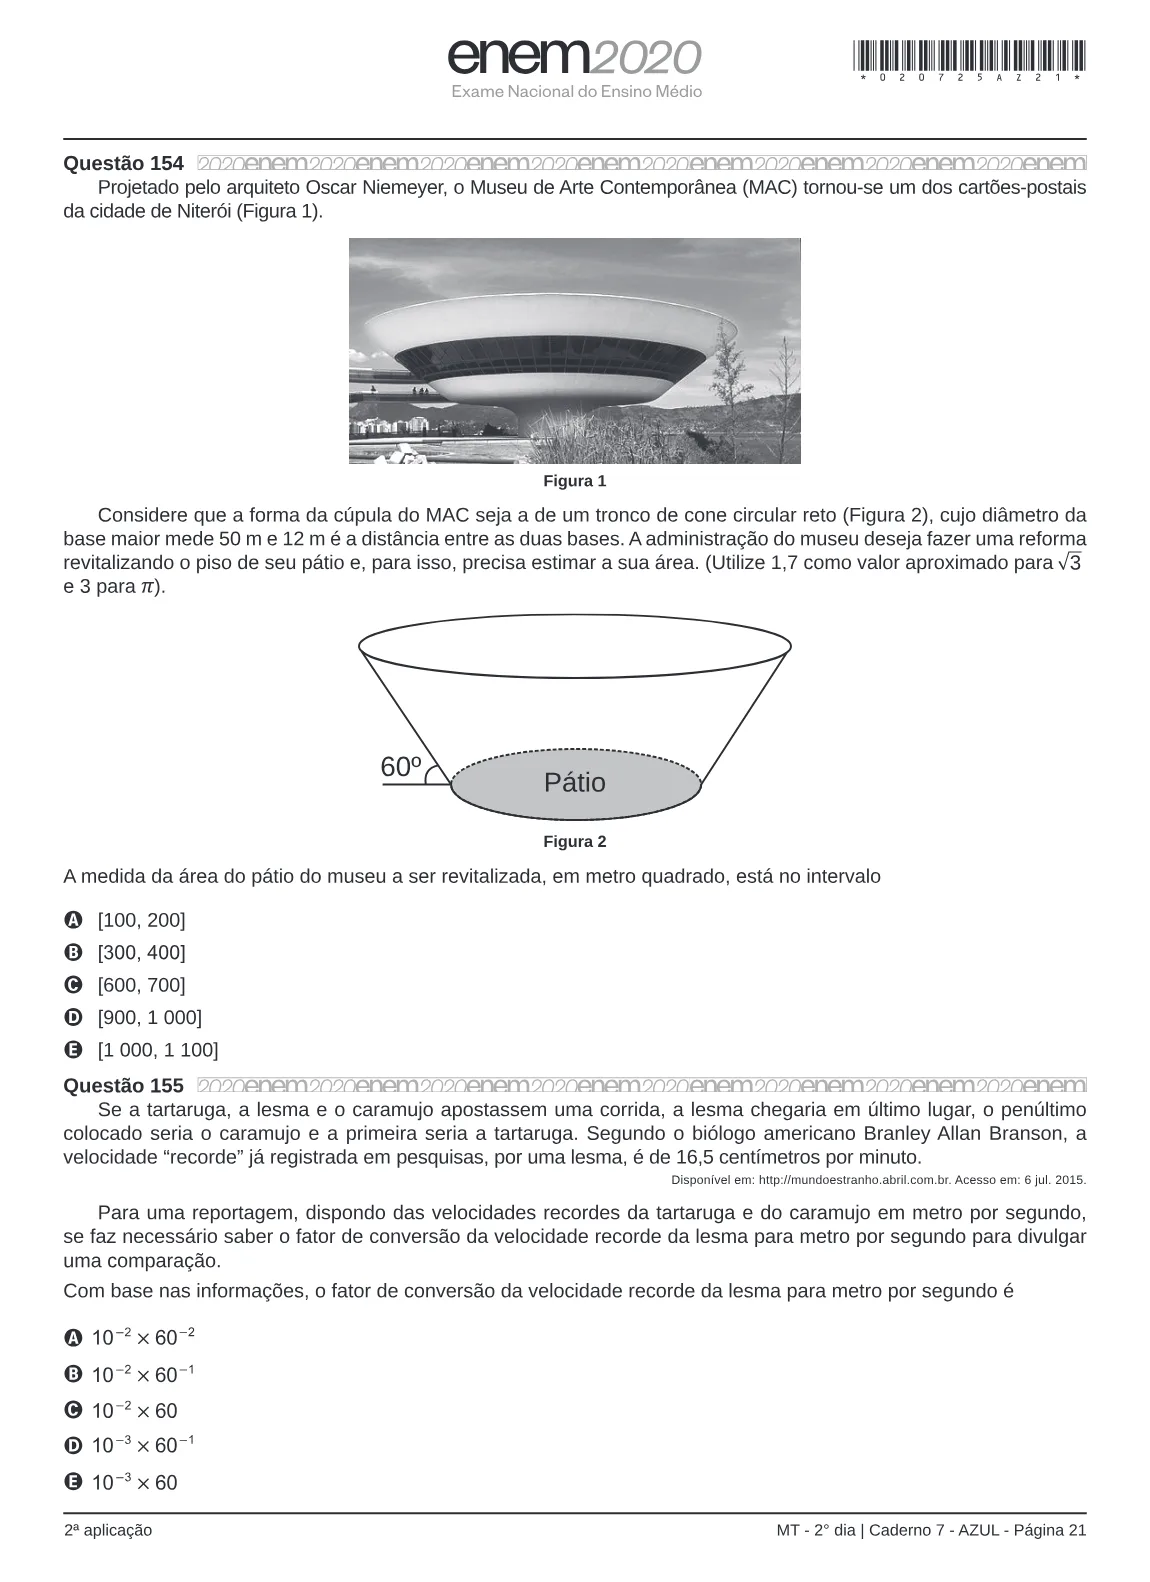 enem2020
Exame Nacional do Ensino Médio
*020725AZ21*
Questão 154 2020enem2020enem2020enem2020enem2020enem2020enem2020enem2020enem
Projetado pelo arquiteto Oscar Niemeyer, o Museu de Arte Contemporânea (MAC) tornou-se um dos cartões-postais
da cidade de Niterói (Figura 1).
Figura 1
Considere que a forma da cúpula do MAC seja a de um tronco de cone circular reto (Figura 2), cujo diâmetro da
base maior mede 50 m e 12 m é a distância entre as duas bases. A administração do museu deseja fazer uma reforma
revitalizando o piso de seu pátio e, para isso, precisa estimar a sua área. (Utilize 1,7 como valor aproximado para √3
e 3 para π).
60º
Pátio
Figura 2
A medida da área do pátio do museu a ser revitalizada, em metro quadrado, está no intervalo
A [100, 200]
B [300, 400]
C [600, 700]
D [900, 1 000]
E [1 000, 1 100]
Questão 155 2020enem2020enem2020enem2020enem2020enem2020enem2020enem2020enem
Se a tartaruga, a lesma e o caramujo apostassem uma corrida, a lesma chegaria em último lugar, o penúltimo
colocado seria o caramujo e a primeira seria a tartaruga. Segundo o biólogo americano Branley Allan Branson, a
velocidade “recorde” já registrada em pesquisas, por uma lesma, é de 16,5 centímetros por minuto.
Disponível em: http://mundoestranho.abril.com.br. Acesso em: 6 jul. 2015.
Para uma reportagem, dispondo das velocidades recordes da tartaruga e do caramujo em metro por segundo,
se faz necessário saber o fator de conversão da velocidade recorde da lesma para metro por segundo para divulgar
uma comparação.
Com base nas informações, o fator de conversão da velocidade recorde da lesma para metro por segundo é
A 10⁻² × 60⁻²
B 10⁻² × 60⁻¹
C 10⁻² × 60
D 10⁻³ × 60⁻¹
E 10⁻³ × 60
2ª aplicação
MT - 2° dia | Caderno 7 - AZUL - Página 21